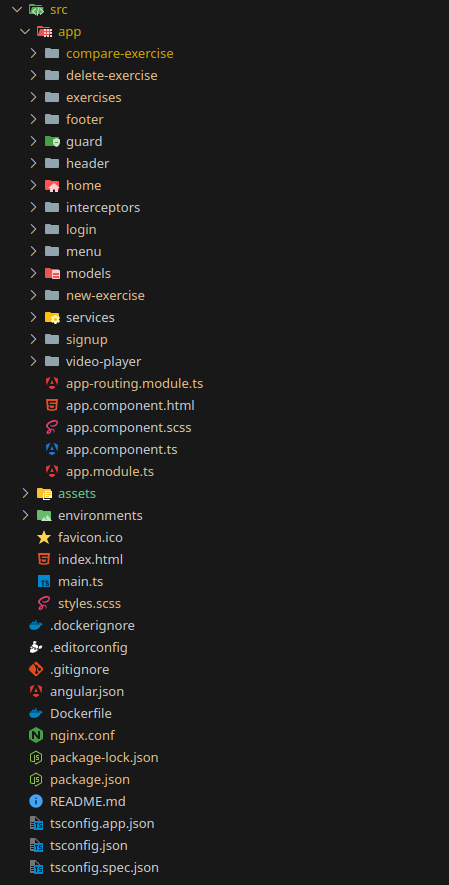 src
app
compare-exercise
delete-exercise
exercises
footer
guard
header
home
interceptors
login
menu
models
new-exercise
services
signup
video-player
app-routing.module.ts
app.component.html
app.component.scss
app.component.ts
app.module.ts
assets
environments
favicon.ico
index.html
main.ts
styles.scss
.dockerignore
.editorconfig
.gitignore
angular.json
Dockerfile
nginx.conf
package-lock.json
package.json
README.md
tsconfig.app.json
tsconfig.json
tsconfig.spec.json